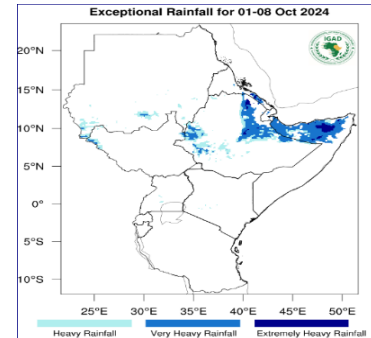 Exceptional Rainfall for 01-08 Oct 2024
IGAD
20°N
15°N
10°N
5°N
0°
5°S
10°S
25°E 30°E 35°E 40°E 45°E 50°E
Heavy Rainfall Very Heavy Rainfall Extremely Heavy Rainfall